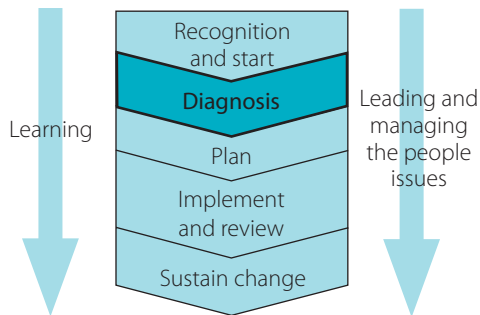 Recognition
and start
Diagnosis
Plan
Implement
and review
Sustain change
Learning
Leading and
managing
the people
issues